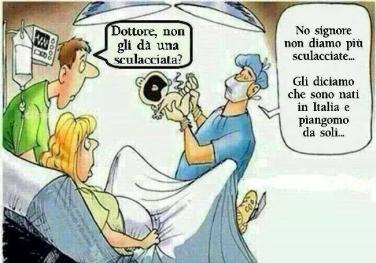 Dottore, non
gli dà una
sculacciata?
No signore
non diamo più
sculacciate...
Gli diciamo
che sono nati
in Italia e
piangomo
da soli...